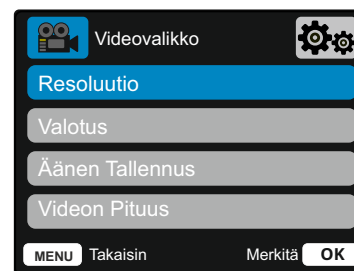 Videovalikko
Resoluutio
Valotus
Äänen Tallennus
Videon Pituus
MENU Takaisin Merkitä OK